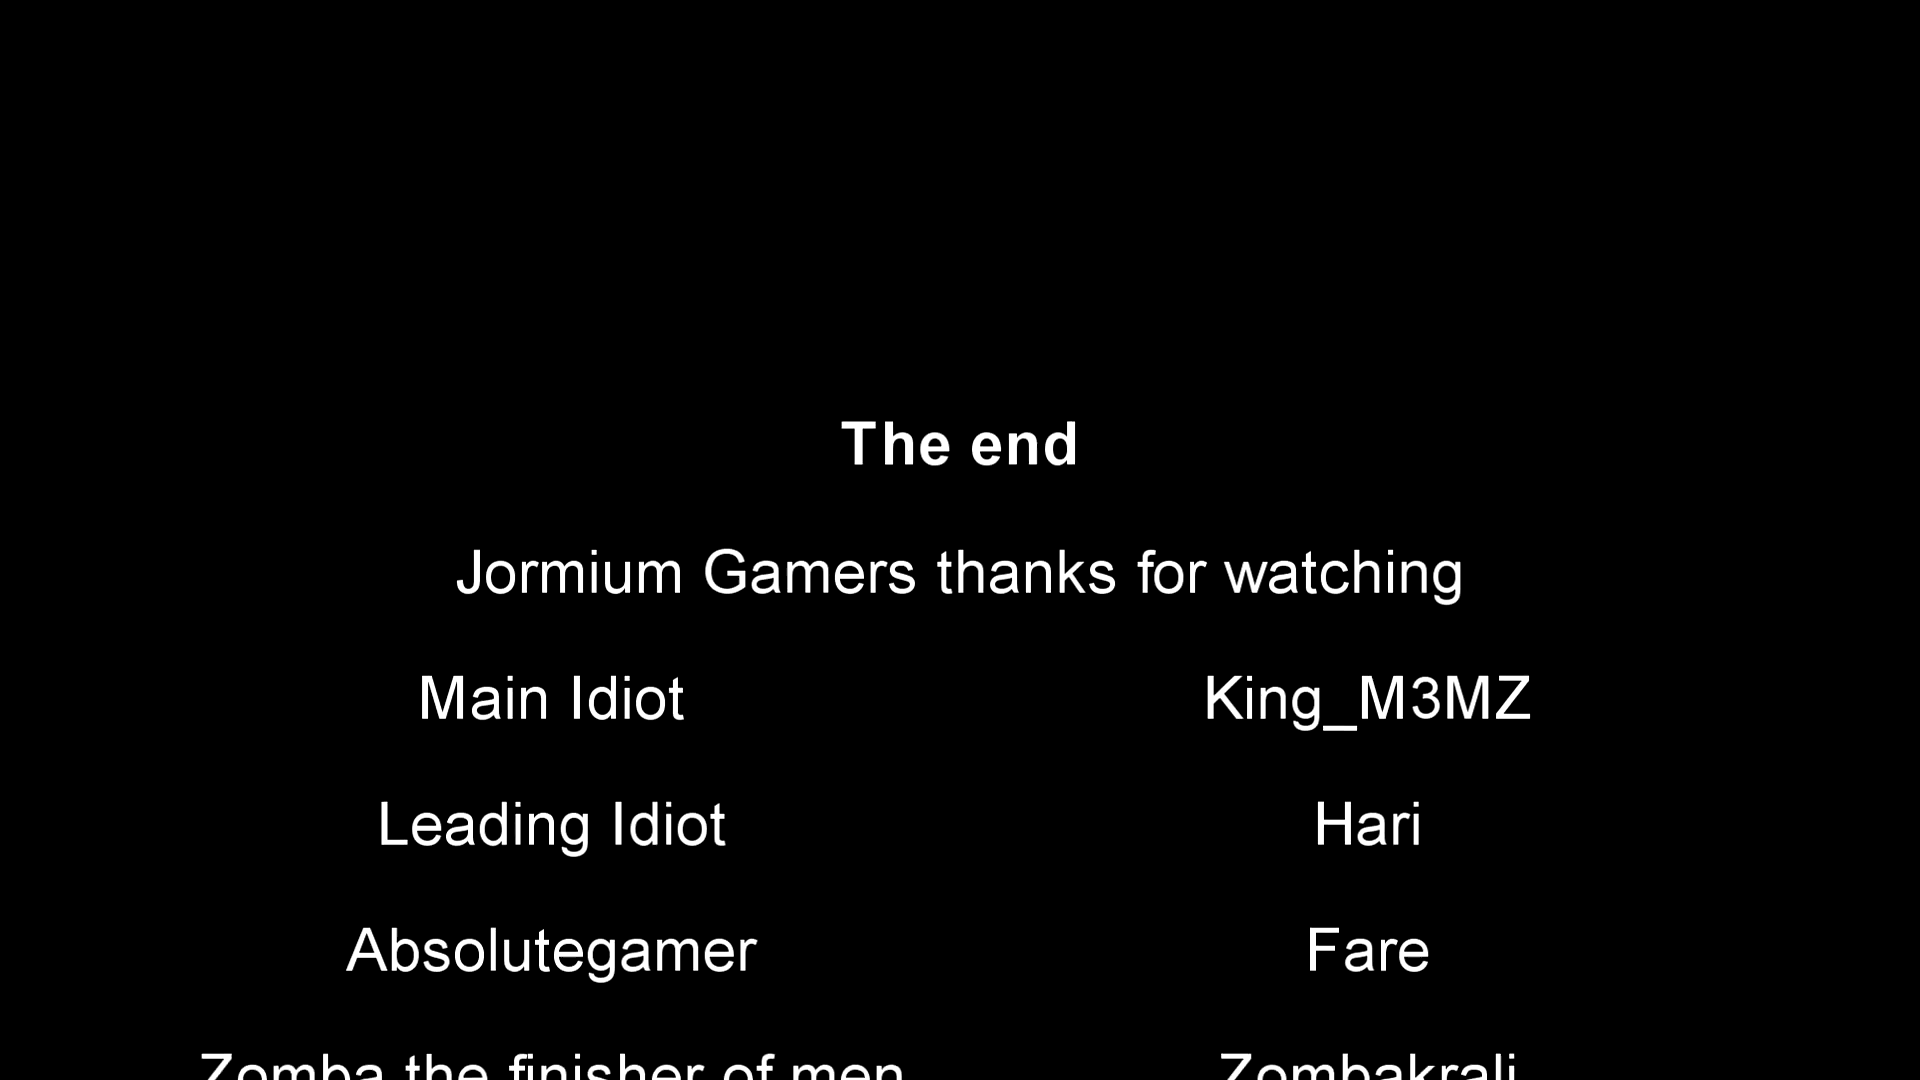 The end
Jormium Gamers thanks for watching
Main Idiot King_M3MZ
Leading Idiot Hari
Absolutegamer Fare
Zomba the finisher of men Zombakrali